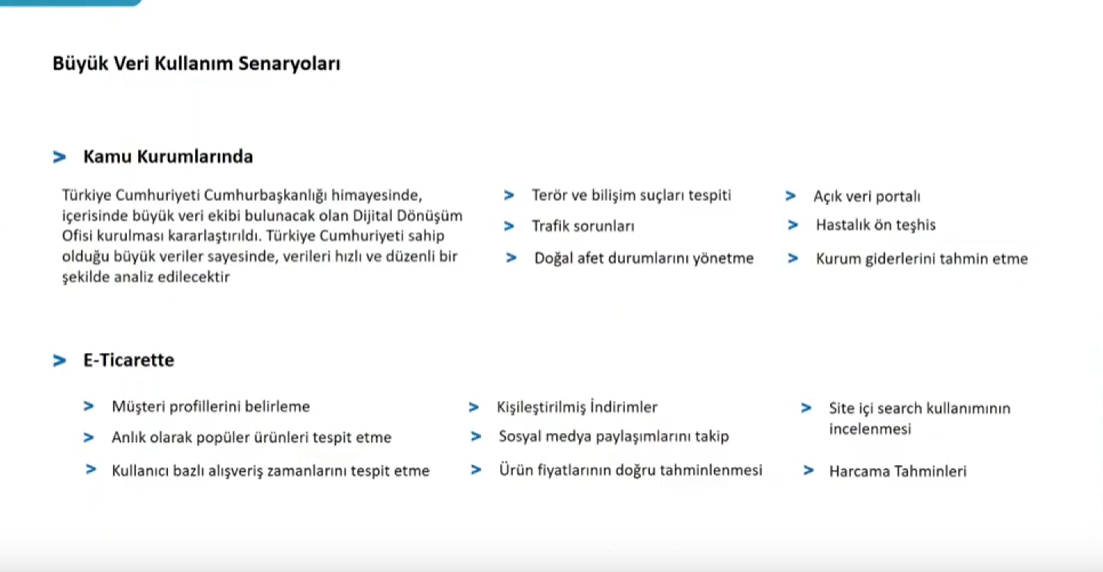 Büyük Veri Kullanım Senaryoları
> Kamu Kurumlarında
Türkiye Cumhuriyeti Cumhurbaşkanlığı himayesinde,
içerisinde büyük veri ekibi bulunacak olan Dijital Dönüşüm
Ofisi kurulması kararlaştırıldı. Türkiye Cumhuriyeti sahip
olduğu büyük veriler sayesinde, verileri hızlı ve düzenli bir
şekilde analiz edilecektir
> Terör ve bilişim suçları tespiti
> Trafik sorunları
> Doğal afet durumlarını yönetme
> Açık veri portalı
> Hastalık ön teşhis
> Kurum giderlerini tahmin etme
> E-Ticarette
> Müşteri profillerini belirleme
> Anlık olarak popüler ürünleri tespit etme
> Kullanıcı bazlı alışveriş zamanlarını tespit etme
> Kişileştirilmiş İndirimler
> Sosyal medya paylaşımlarını takip
> Ürün fiyatlarının doğru tahminlenmesi
> Site içi search kullanımının
incelenmesi
> Harcama Tahminleri